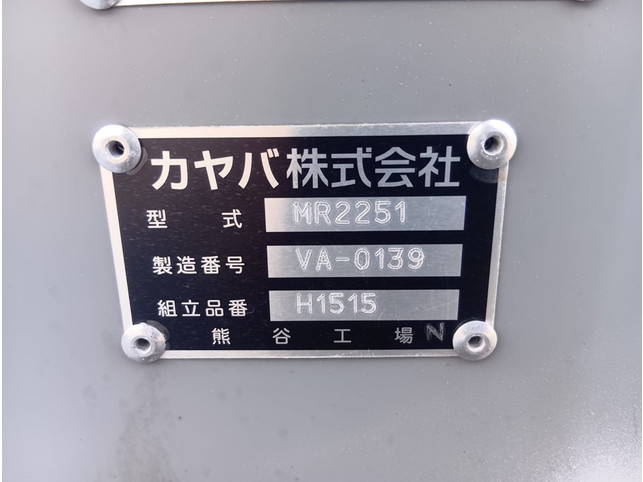 カヤバ株式会社
型式 MR2251
製造番号 VA-0139
組立品番 H1515
熊谷工場 N